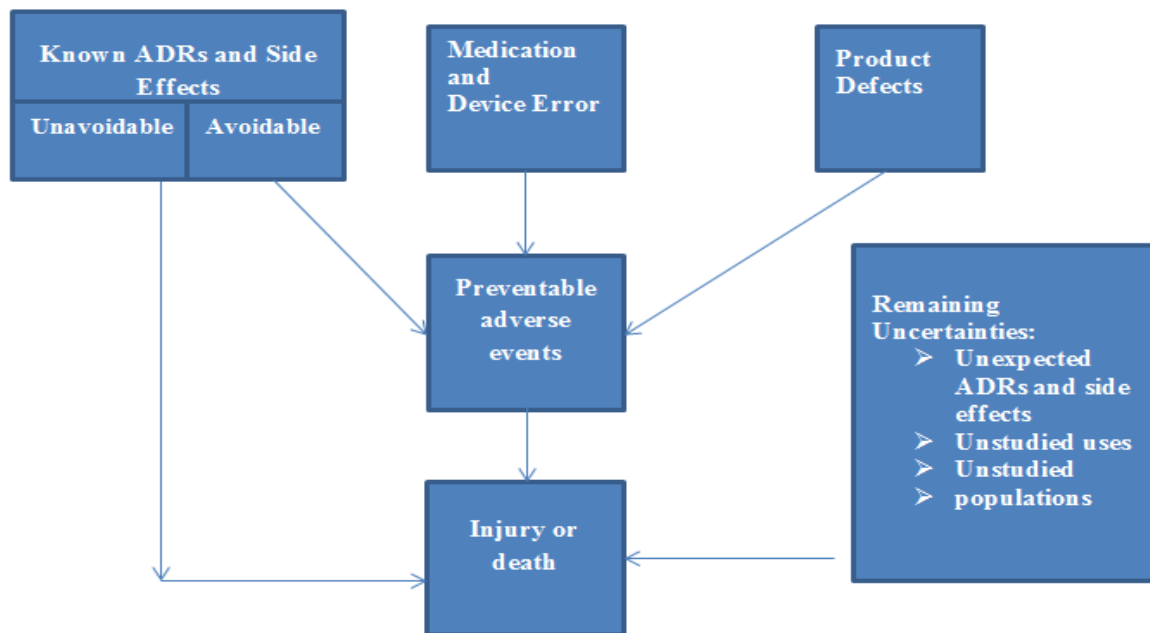 Known ADRs and Side
Effects
Unavoidable
Avoidable
Medication
and
Device Error
Product
Defects
Preventable
adverse
events
Remaining
Uncertainties:
➢ Unexpected
ADRs and side
effects
➢ Unstudied uses
➢ Unstudied
➢ populations
Injury or
death